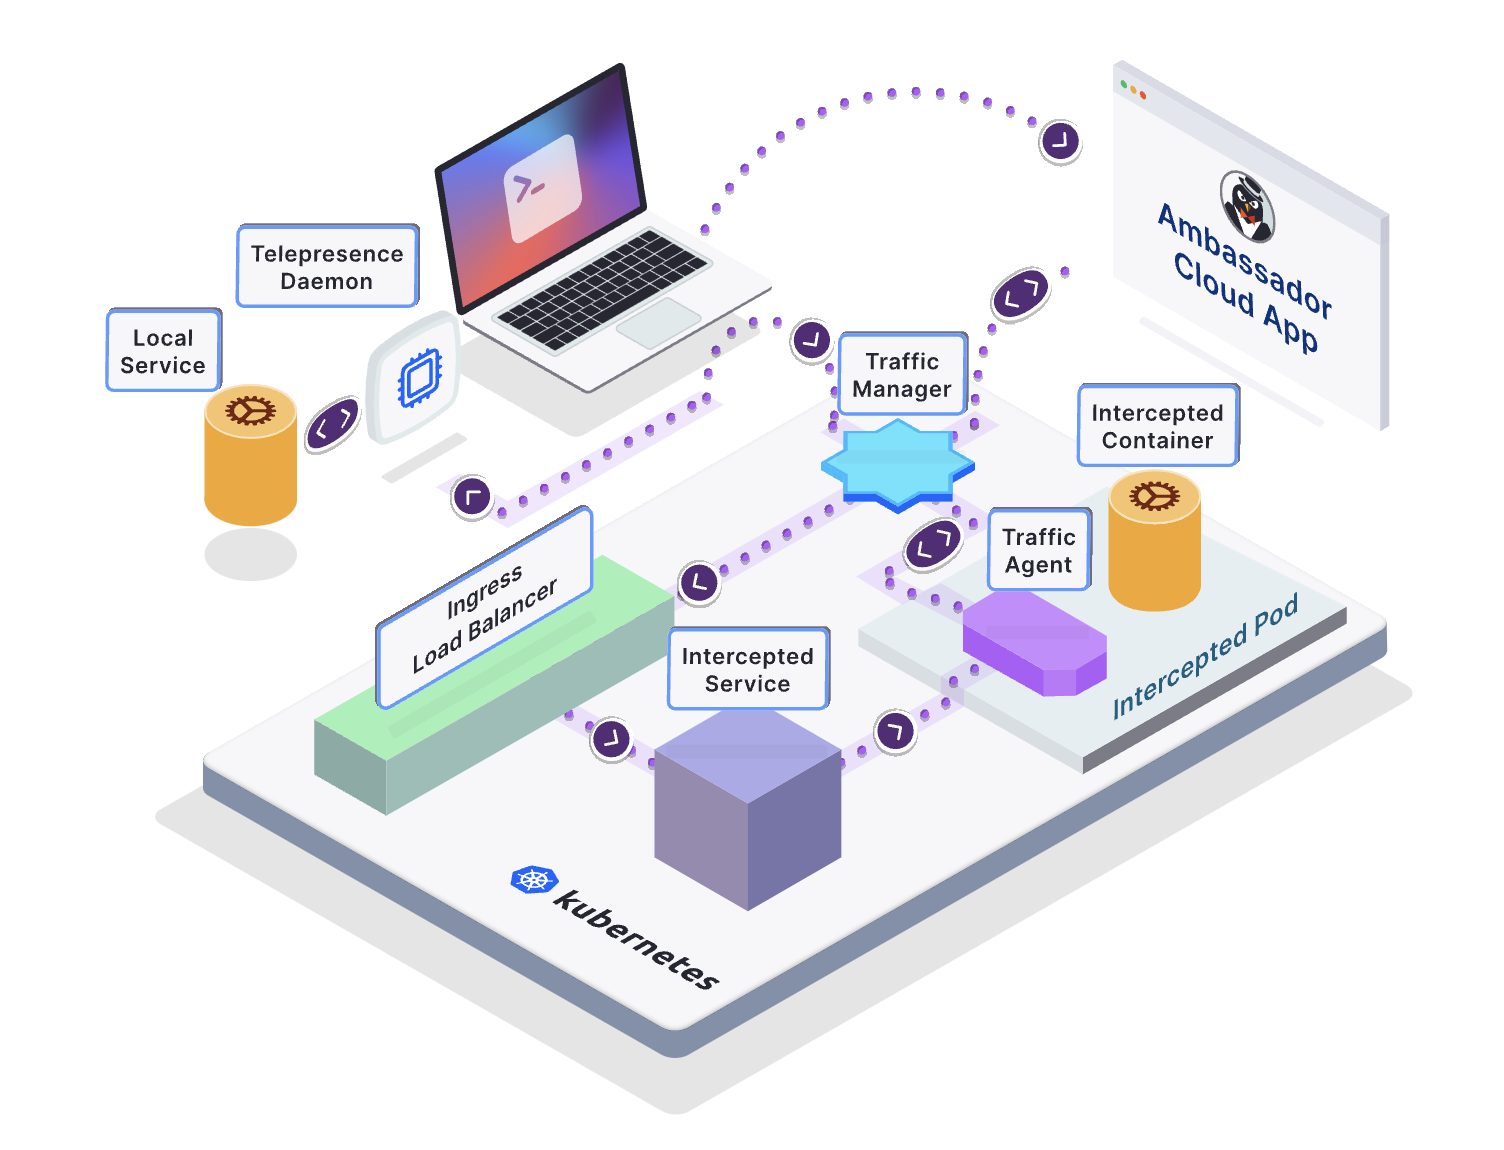 Telepresence
Daemon
Local
Service
Traffic
Manager
Ambassador
Cloud App
Intercepted
Container
Traffic
Agent
Ingress
Load Balancer
Intercepted
Service
Intercepted Pod
kubernetes